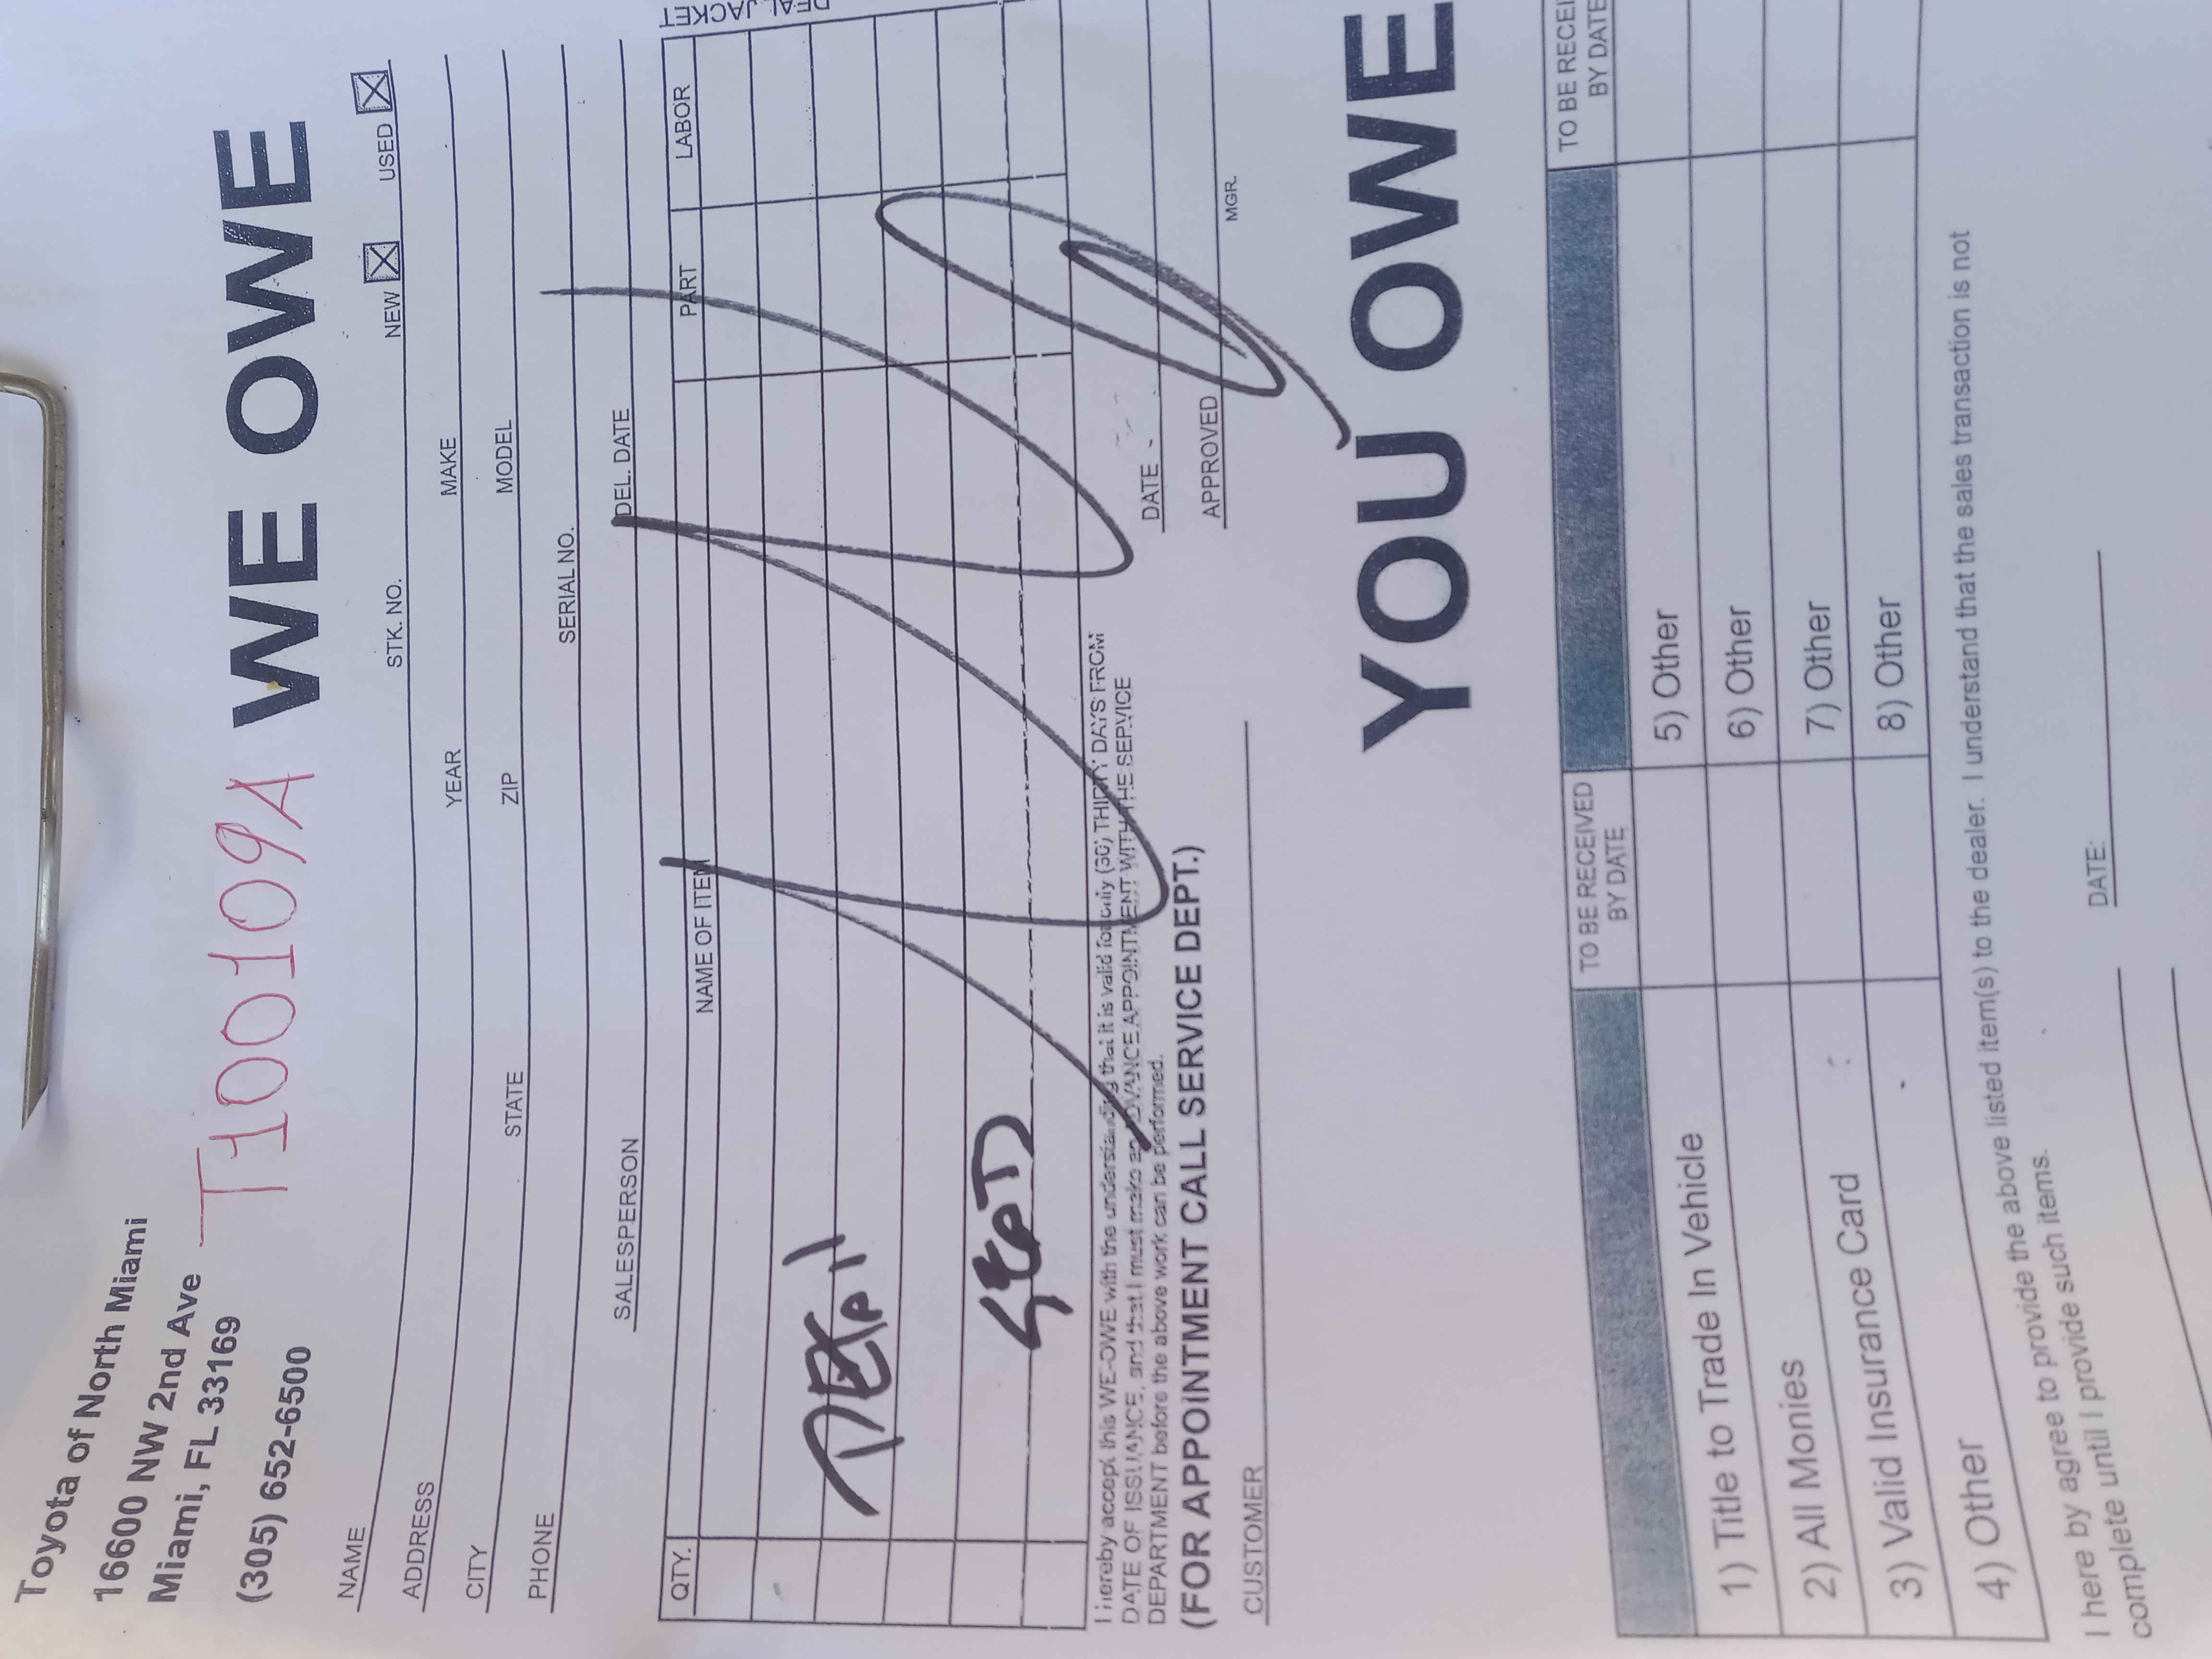 Toyota of North Miami
16600 NW 2nd Ave
Miami, FL 33169
(305) 652-6500
T100109A
WE OWE
NAME STK. NO. NEW ☒ USED ☒
ADDRESS YEAR MAKE
CITY STATE ZIP MODEL
PHONE SERIAL NO.
SALESPERSON DEL. DATE
QTY. NAME OF ITEM PART LABOR
DEAL JACKET
I hereby accept this WE-OWE with the understanding that it is valid for only (30) THIRTY DAYS FROM
DATE OF ISSUANCE, and that I must make an ADVANCE APPOINTMENT WITH THE SERVICE
DEPARTMENT before the above work can be performed.
(FOR APPOINTMENT CALL SERVICE DEPT.)
DATE
CUSTOMER APPROVED MGR.
YOU OWE
TO BE RECEIVED
BY DATE
TO BE RECEI
BY DATE
1) Title to Trade In Vehicle 5) Other
2) All Monies 6) Other
3) Valid Insurance Card 7) Other
4) Other 8) Other
I here by agree to provide the above listed item(s) to the dealer. I understand that the sales transaction is not
complete until I provide such items.
DATE: